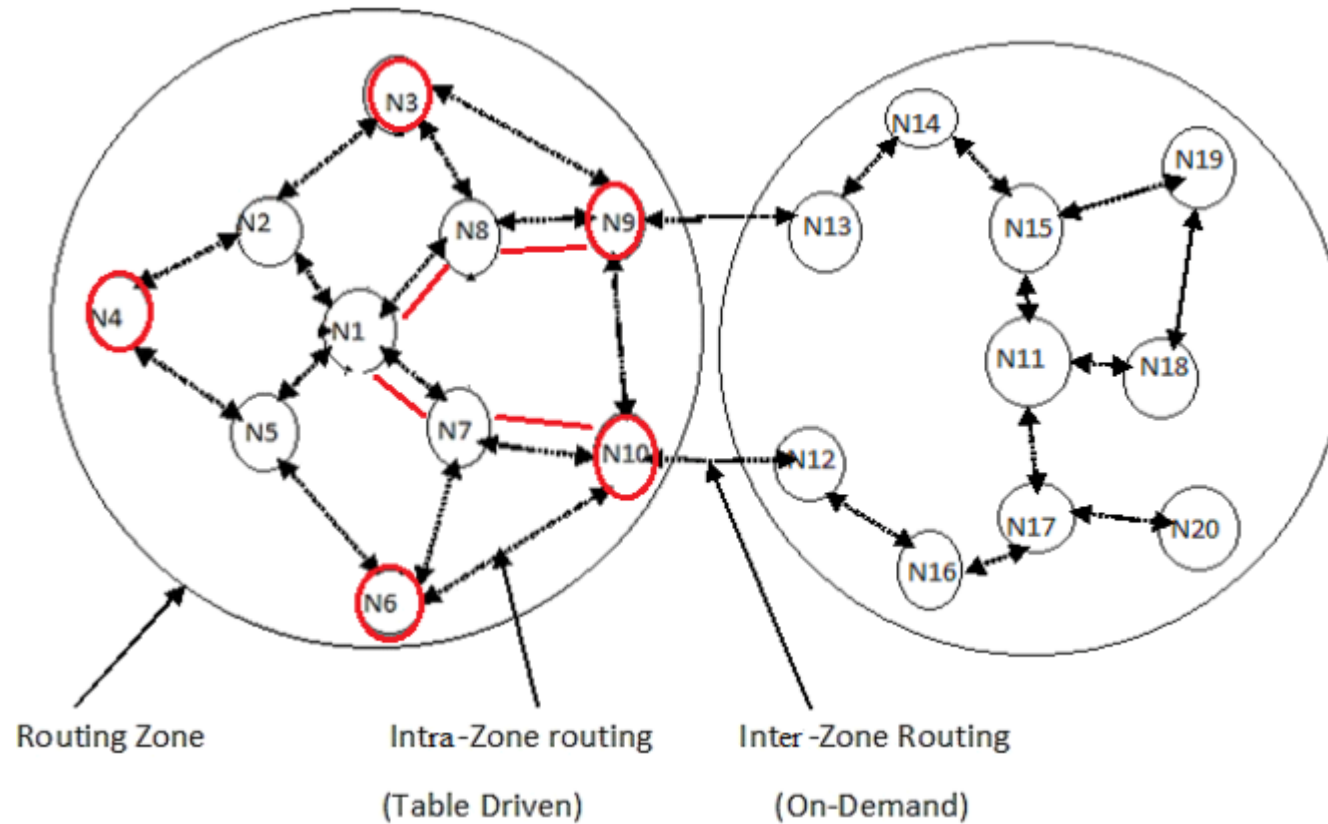 N3
N14
N19
N2
N8
N9
N13
N15
N4
N1
N11
N18
N5
N7
N10
N12
N17
N20
N16
N6
Routing Zone
Intra-Zone routing
Inter -Zone Routing
(Table Driven)
(On-Demand)